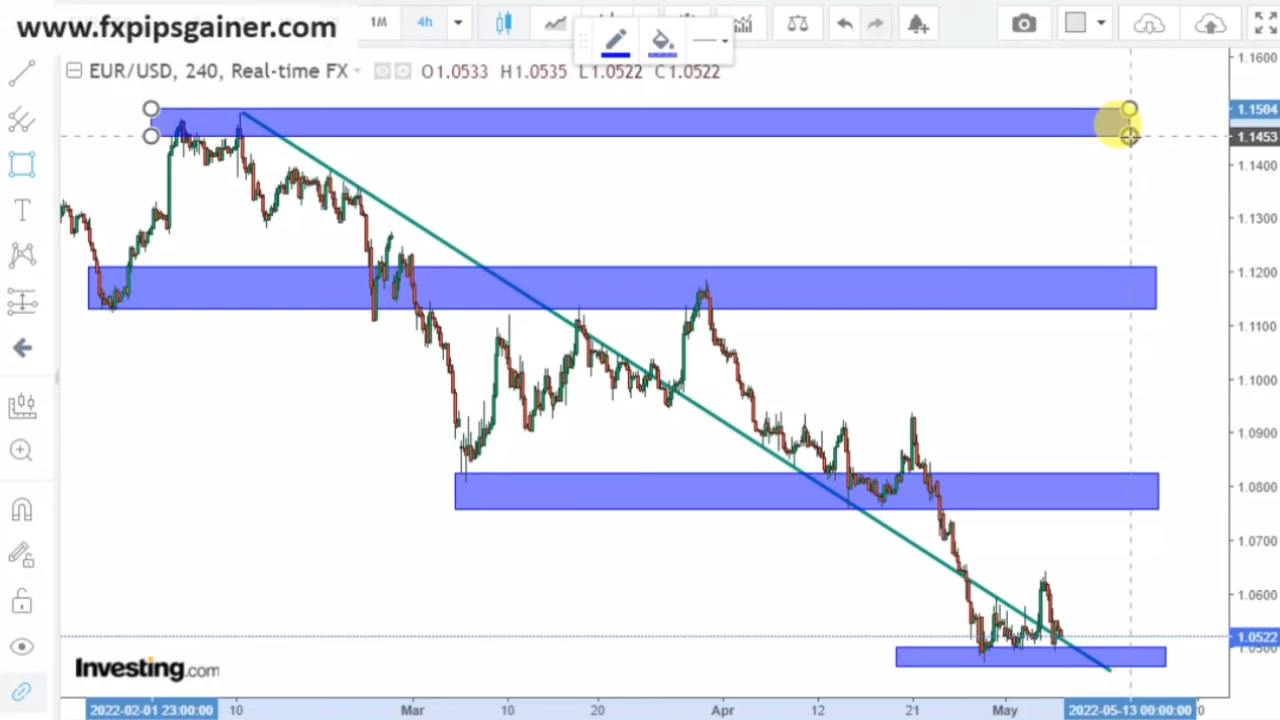 www.fxpipsgainer.com
1M
4h
EUR/USD, 240, Real-time FX
O1.0533 H1.0535 L1.0522 C1.0522
T
1.1600
1.1504
1.1453
1.1400
1.1300
1.1200
1.1100
1.1000
1.0900
1.0800
1.0700
1.0600
1.0522
1.0500
Investing.com
2022-02-01 23:00:00
10
Mar
10
20
Apr
12
21
May
2022-05-13 00:00:00